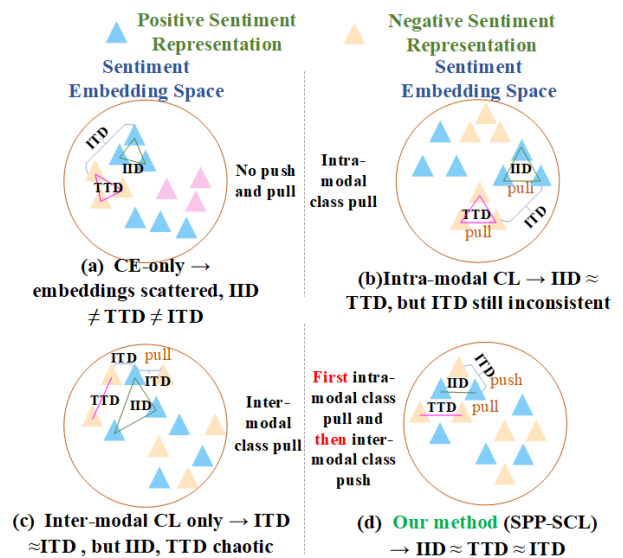 Positive Sentiment
Representation
Negative Sentiment
Representation
Sentiment
Embedding Space
ITD
IID
TTD
No push
and pull
(a) CE-only →
embeddings scattered, IID
≠ TTD ≠ ITD
Sentiment
Embedding Space
Intra-
modal
class pull
IID
pull
TTD
pull
ITD
(b)Intra-modal CL → IID ≈
TTD, but ITD still inconsistent
ITD
pull
ITD
TTD
IID
Inter-
modal
class pull
(c) Inter-modal CL only → ITD
≈ITD , but IID, TTD chaotic
First intra-
modal class
pull and
then inter-
modal class
push
ITD
IID
push
TTD
pull
(d) Our method (SPP-SCL)
→ IID ≈ TTD ≈ ITD